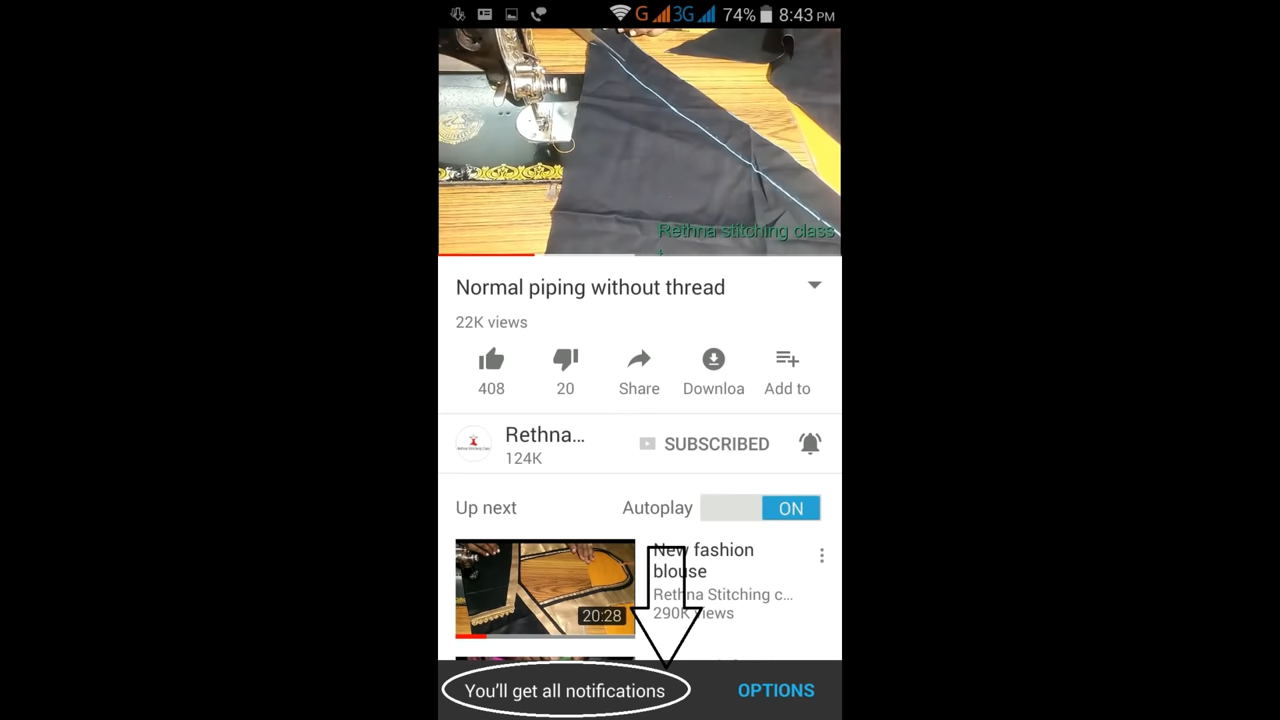 G 3G 74% 8:43 PM
Rethna stitching class
Normal piping without thread
22K views
408 20 Share Downloa Add to
Rethna... SUBSCRIBED
124K
Up next Autoplay ON
New fashion
blouse
Rethna Stitching c...
290K views
20:28
You'll get all notifications OPTIONS